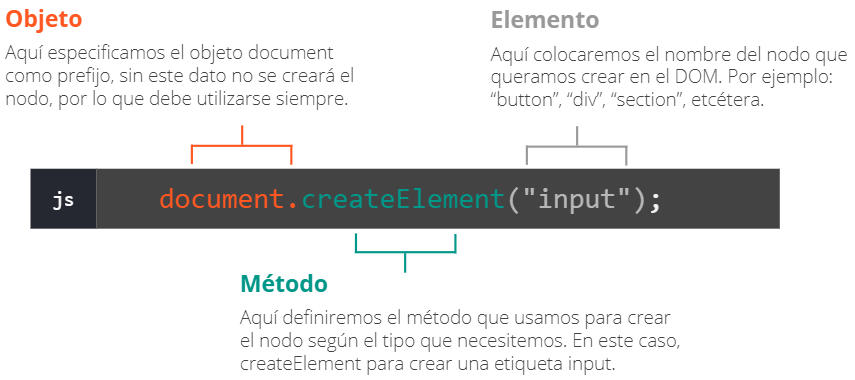 Objeto
Aquí especificamos el objeto document
como prefijo, sin este dato no se creará el
nodo, por lo que debe utilizarse siempre.
Elemento
Aquí colocaremos el nombre del nodo que
queramos crear en el DOM. Por ejemplo:
“button”, “div”, “section”, etcétera.
js
document.createElement("input");
Método
Aquí definiremos el método que usamos para crear
el nodo según el tipo que necesitemos. En este caso,
createElement para crear una etiqueta input.